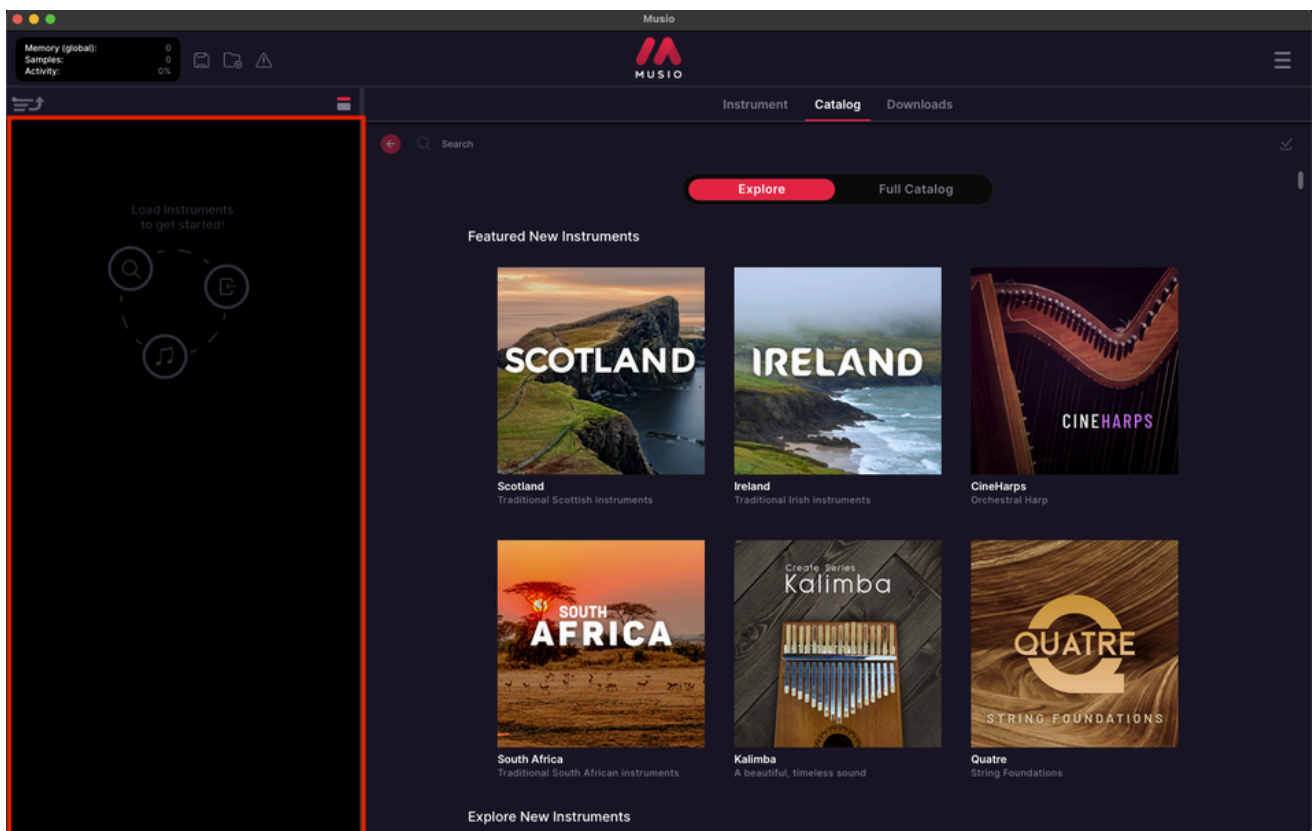 Musio
Memory (global): 0
Samples: 0
Activity: 0%
MUSIO
Instrument Catalog Downloads
Search
Explore Full Catalog
Load Instruments
to get started!
Featured New Instruments
SCOTLAND
IRELAND
CINEHARPS
Scotland
Traditional Scottish instruments
Ireland
Traditional Irish instruments
CineHarps
Orchestral Harp
SOUTH
AFRICA
Create Series
Kalimba
QUATRE
STRING FOUNDATIONS
South Africa
Traditional South African instruments
Kalimba
A beautiful, timeless sound
Quatre
String Foundations
Explore New Instruments